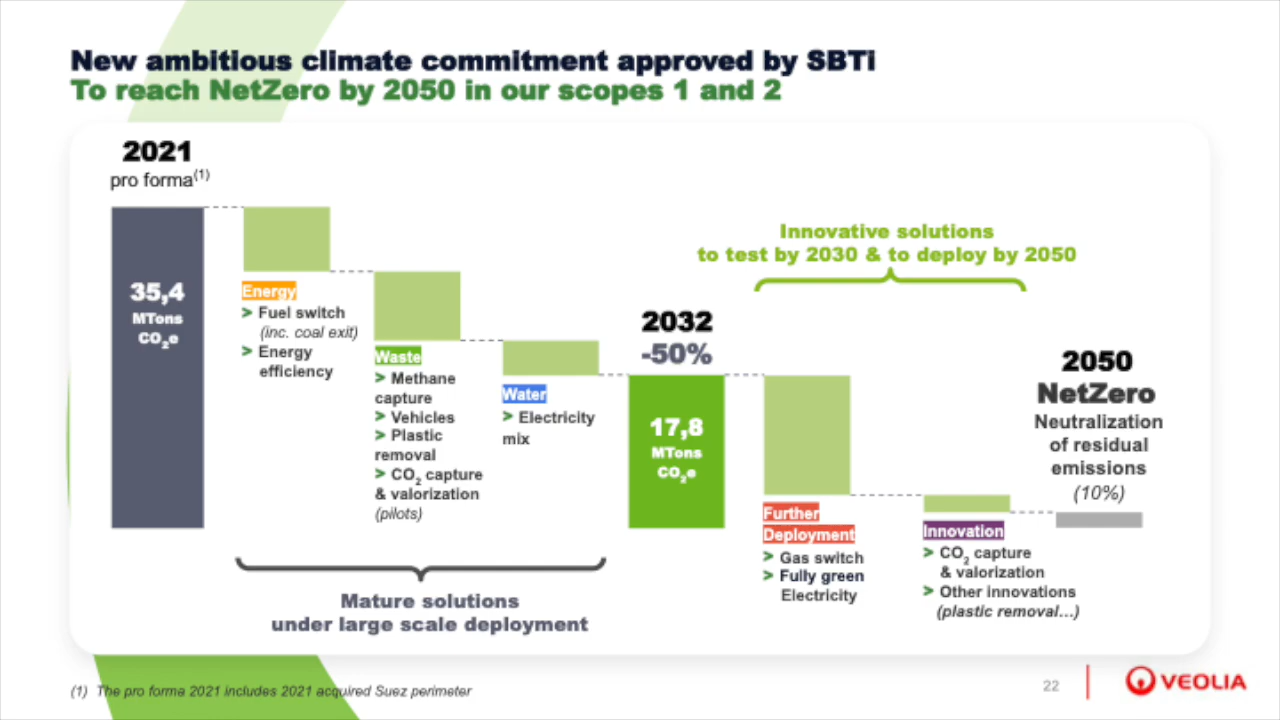 New ambitious climate commitment approved by SBTi
To reach NetZero by 2050 in our scopes 1 and 2
2021
pro forma(1)
35,4
MTons
CO2e
Energy
> Fuel switch
(inc. coal exit)
> Energy
efficiency
Waste
> Methane
capture
> Vehicles
> Plastic
removal
> CO2 capture
& valorization
(pilots)
Water
> Electricity
mix
Mature solutions
under large scale deployment
2032
-50%
17,8
MTons
CO2e
Innovative solutions
to test by 2030 & to deploy by 2050
Further
Deployment
> Gas switch
> Fully green
Electricity
Innovation
> CO2 capture
& valorization
> Other innovations
(plastic removal...)
2050
NetZero
Neutralization
of residual
emissions
(10%)
(1) The pro forma 2021 includes 2021 acquired Suez perimeter
22
VEOLIA